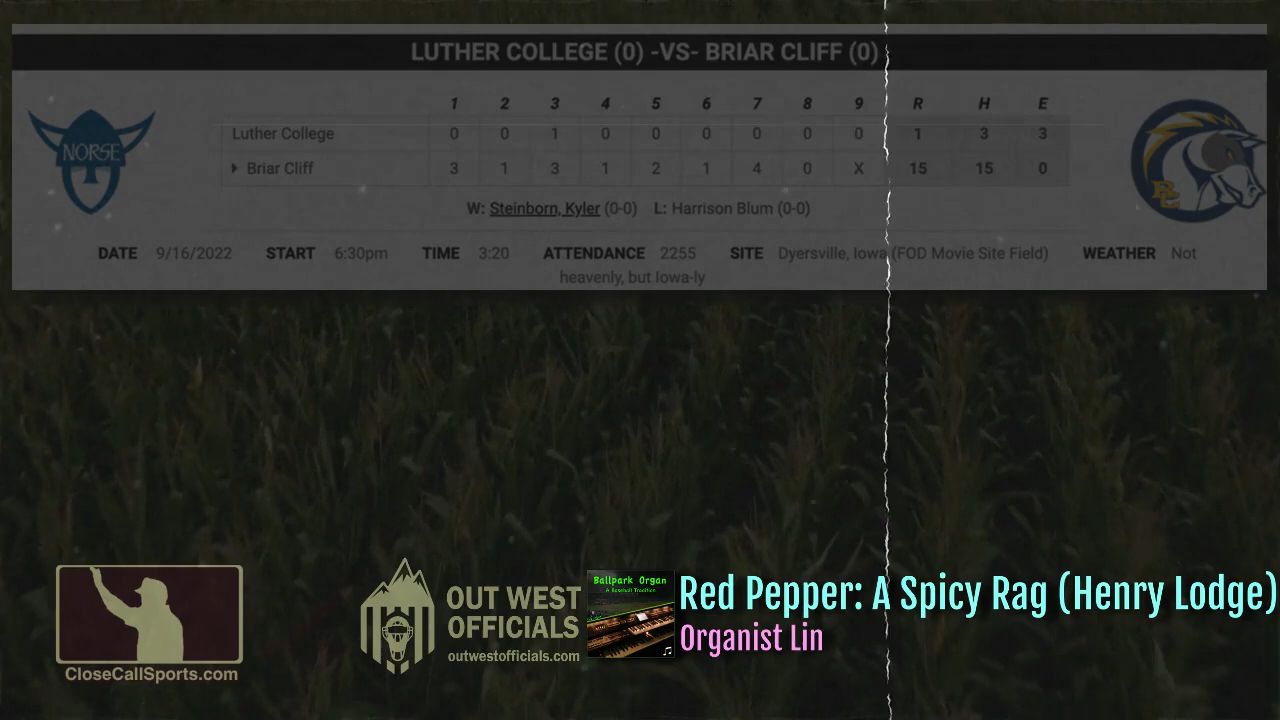 LUTHER COLLEGE (0) -VS- BRIAR CLIFF (0)
1 2 3 4 5 6 7 8 9 R H E
Luther College 0 0 1 0 0 0 0 0 0 1 3 3
Briar Cliff 3 1 3 1 2 1 4 0 X 15 15 0
NORSE
BC
W: Steinborn, Kyler (0-0) L: Harrison Blum (0-0)
DATE 9/16/2022 START 6:30pm TIME 3:20 ATTENDANCE 2255 SITE Dyersville, Iowa (FOD Movie Site Field) WEATHER Not
heavenly, but Iowa-ly
CloseCallSports.com
OUT WEST
OFFICIALS
outwestofficials.com
Ballpark Organ
A Baseball Tradition
Red Pepper: A Spicy Rag (Henry Lodge)
Organist Lin